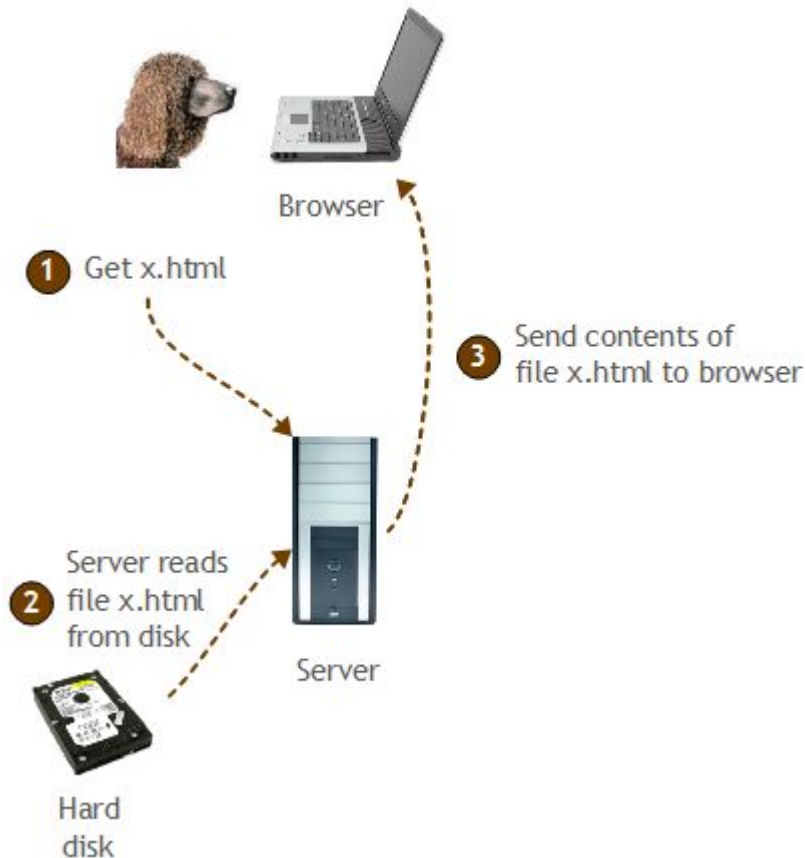 Browser
1 Get x.html
3 Send contents of
file x.html to browser
Server reads
2 file x.html
from disk
Server
Hard
disk